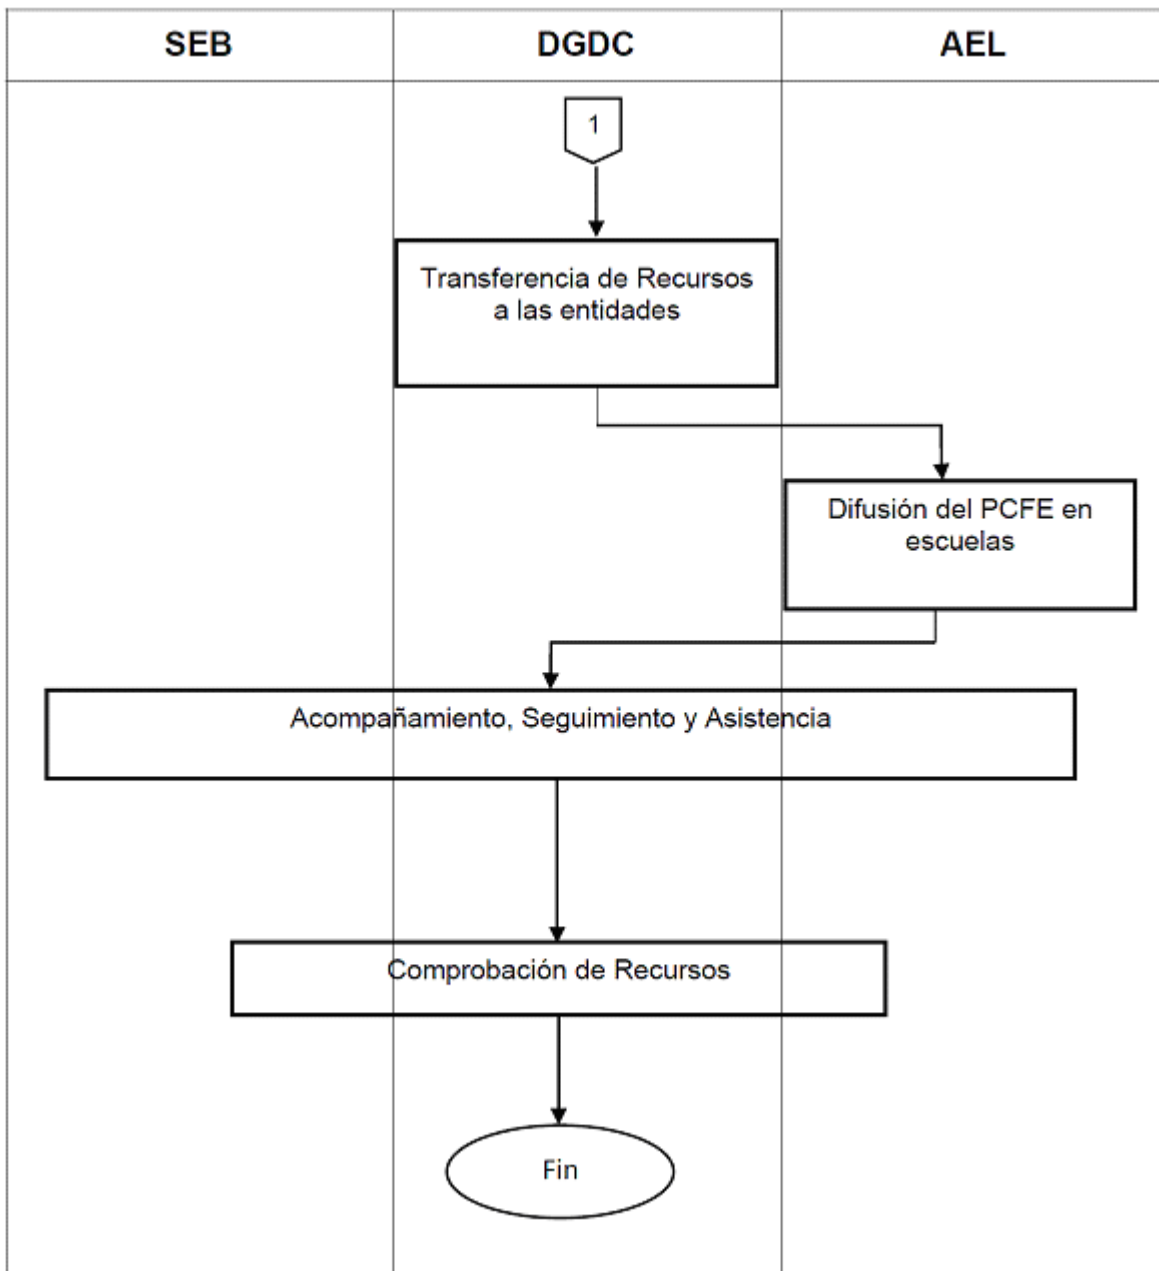 SEB
DGDC
AEL
1
Transferencia de Recursos
a las entidades
Difusión del PCFE en
escuelas
Acompañamiento, Seguimiento y Asistencia
Comprobación de Recursos
Fin